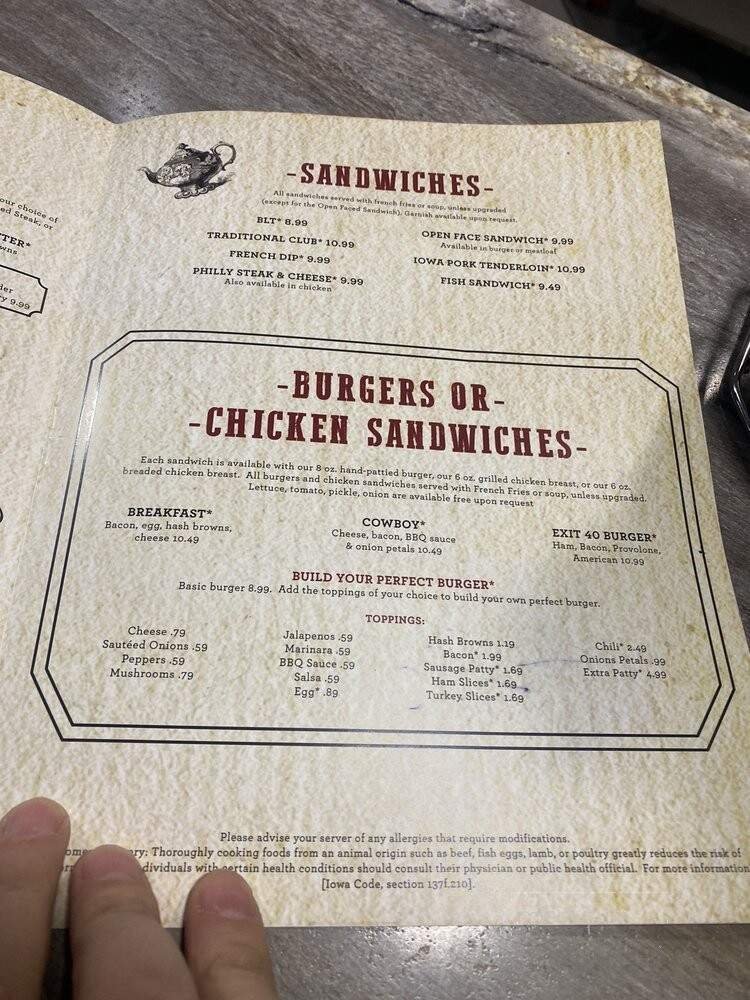 our choice of
ed Steak, or
TER*
wns
der
y 9.99
-SANDWICHES-
All sandwiches served with french fries or soup, unless upgraded
(except for the Open Faced Sandwich). Garnish available upon request.
BLT* 8.99
TRADITIONAL CLUB* 10.99
FRENCH DIP* 9.99
PHILLY STEAK & CHEESE* 9.99
Also available in chicken
OPEN FACE SANDWICH* 9.99
Available in burger or meatloaf
IOWA PORK TENDERLOIN* 10.99
FISH SANDWICH* 9.49
-BURGERS OR-
-CHICKEN SANDWICHES-
Each sandwich is available with our 8 oz. hand-pattied burger, our 6 oz. grilled chicken breast, or our 6 oz.
breaded chicken breast. All burgers and chicken sandwiches served with French Fries or soup, unless upgraded.
Lettuce, tomato, pickle, onion are available free upon request
BREAKFAST*
Bacon, egg, hash browns,
cheese 10.49
COWBOY*
Cheese, bacon, BBQ sauce
& onion petals 10.49
EXIT 40 BURGER*
Ham, Bacon, Provolone,
American 10.99
BUILD YOUR PERFECT BURGER*
Basic burger 8.99. Add the toppings of your choice to build your own perfect burger.
TOPPINGS:
Cheese .79
Sautéed Onions .59
Peppers .59
Mushrooms .79
Jalapenos .59
Marinara .59
BBQ Sauce .59
Salsa .59
Egg* .89
Hash Browns 1.19
Bacon* 1.99
Sausage Patty* 1.69
Ham Slices* 1.69
Turkey Slices* 1.69
Chili* 2.49
Onions Petals .99
Extra Patty* 4.99
Please advise your server of any allergies that require modifications.
ry: Thoroughly cooking foods from an animal origin such as beef, fish eggs, lamb, or poultry greatly reduces the risk of
dividuals with certain health conditions should consult their physician or public health official. For more information
[Iowa Code, section 137f.210].